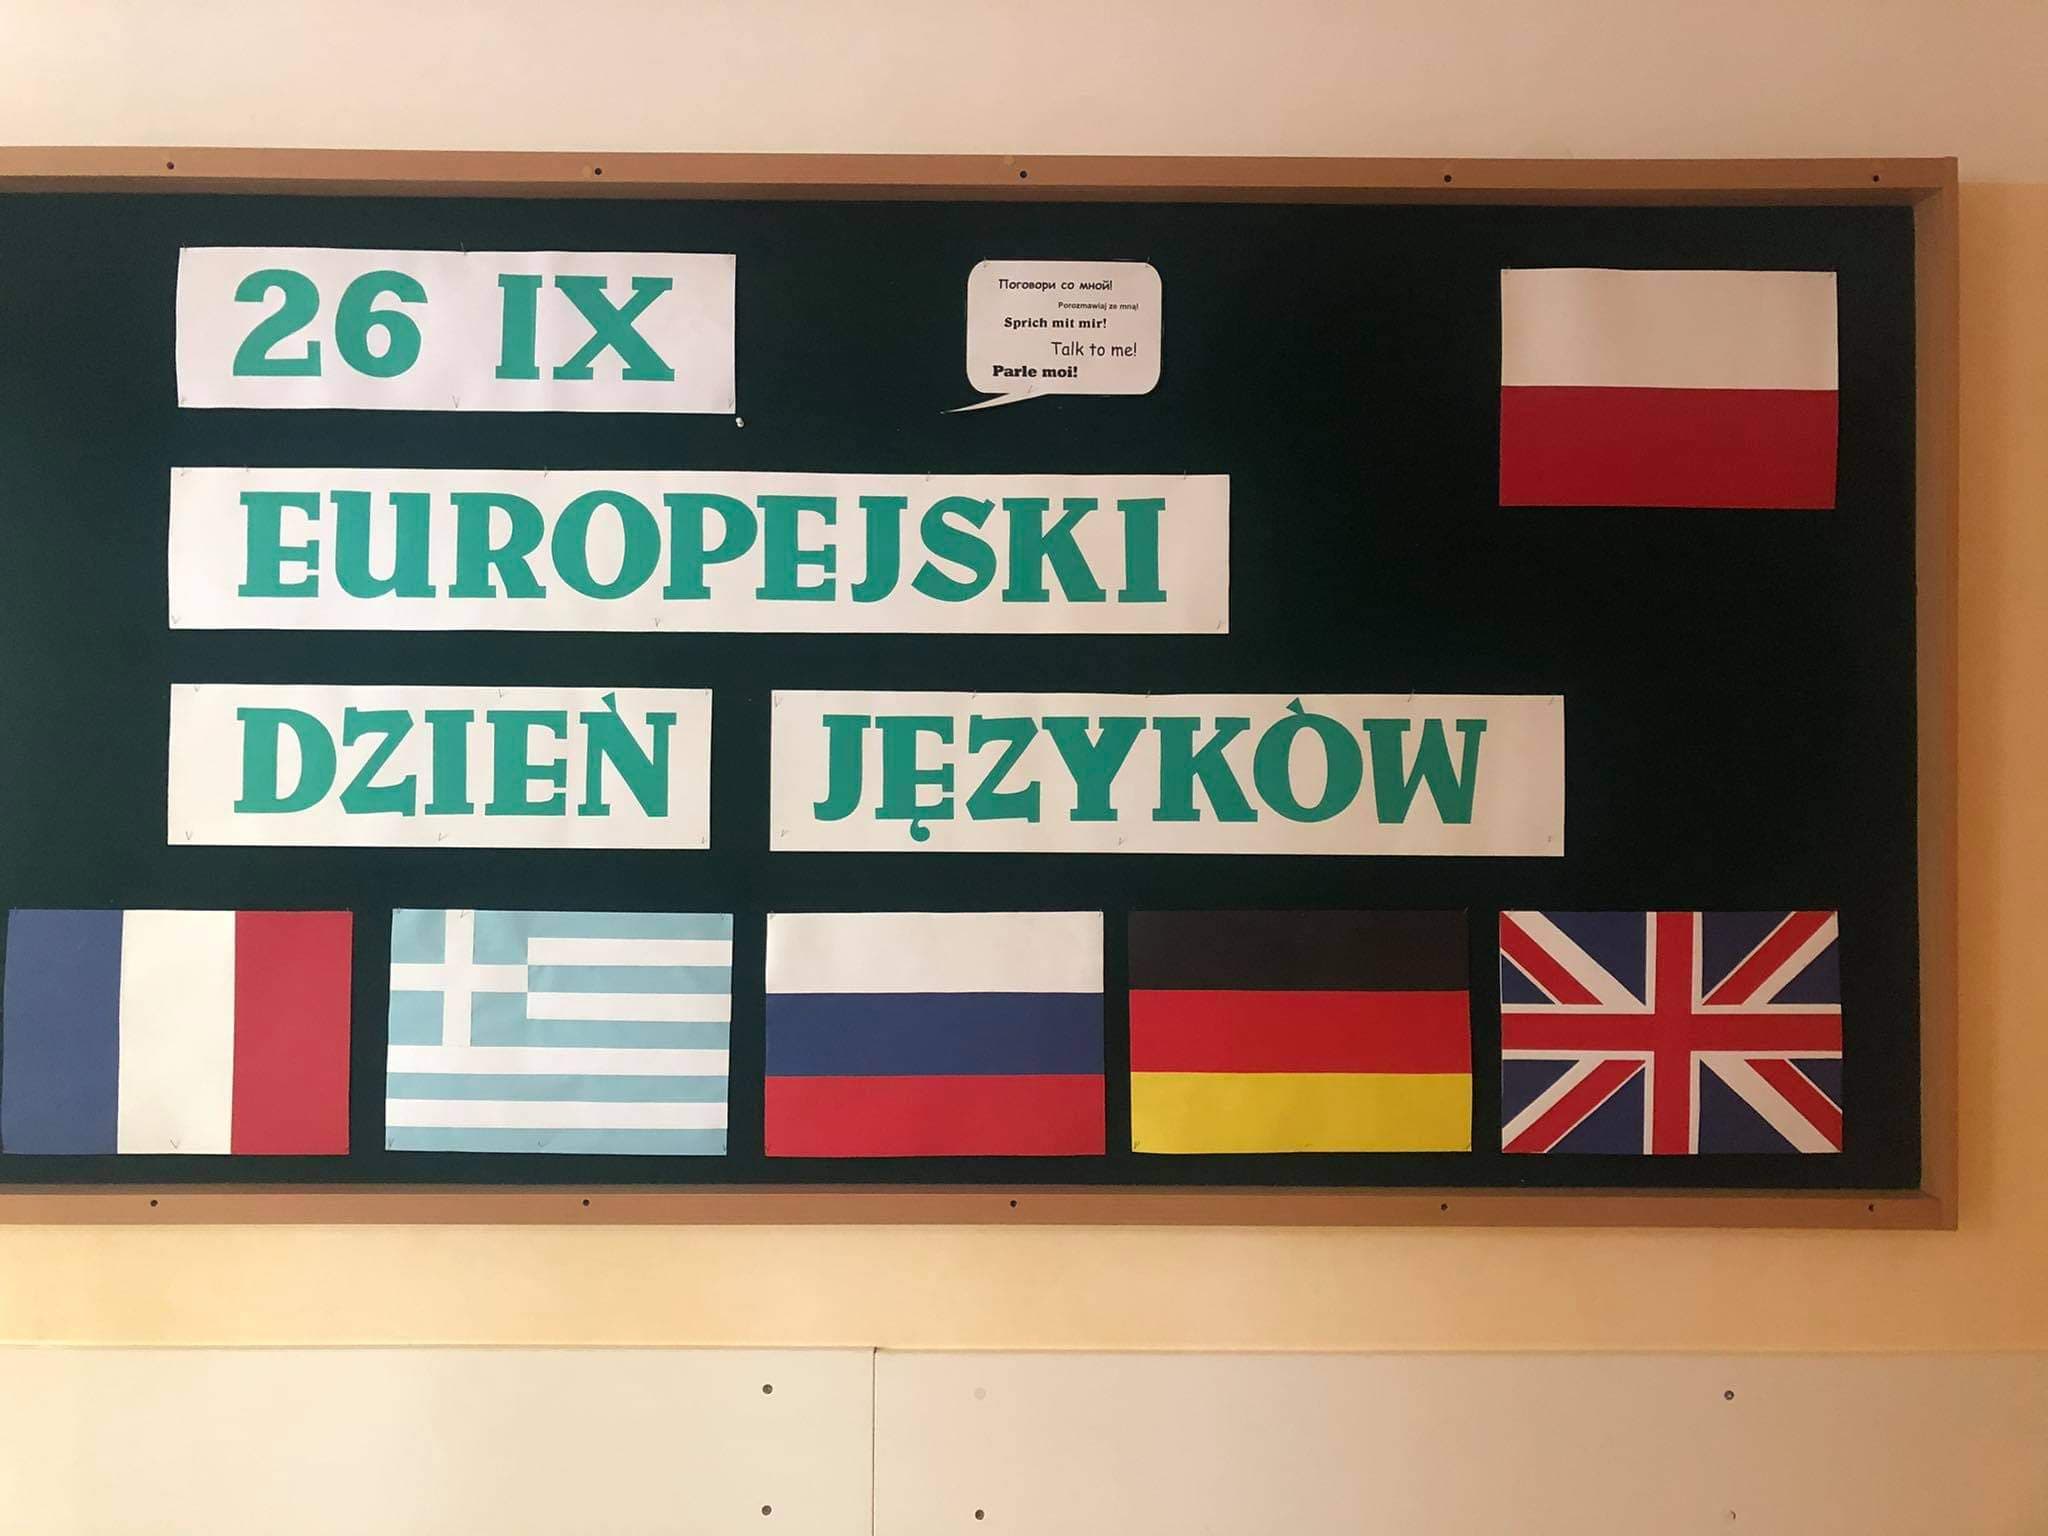 26 IX
Поговори со мной!
Porozmawiaj ze mną!
Sprich mit mir!
Talk to me!
Parle moi!
EUROPEJSKI
DZIEŃ JĘZYKÒW